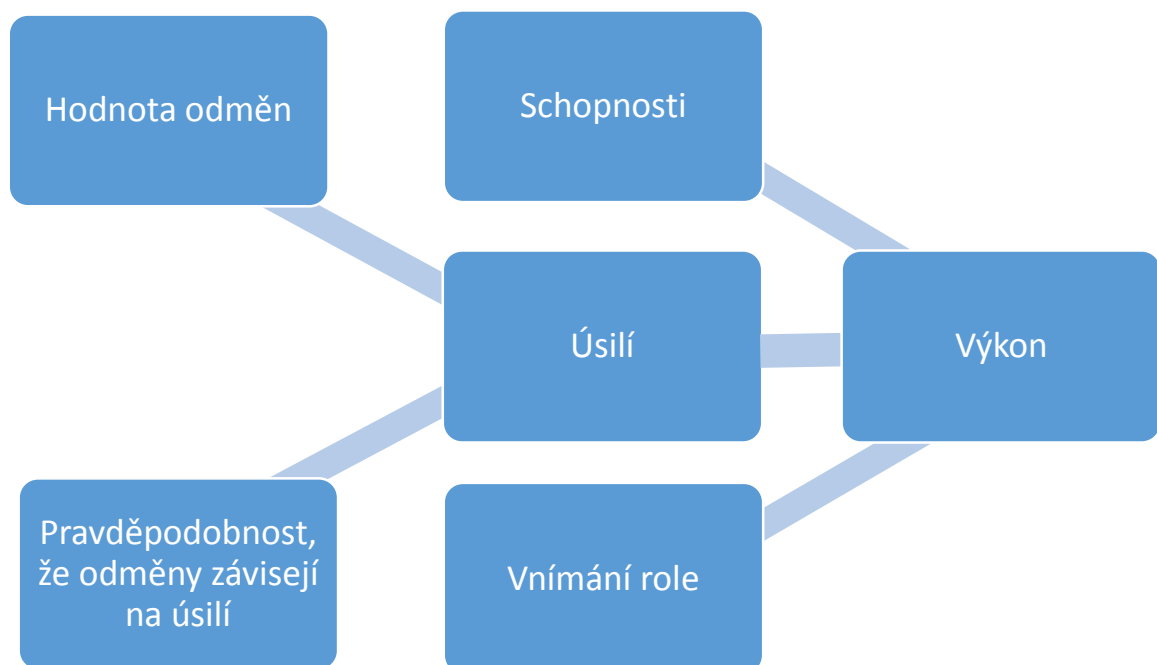 Hodnota odměn
Schopnosti
Úsilí
Výkon
Pravděpodobnost,
že odměny závisejí
na úsilí
Vnímání role